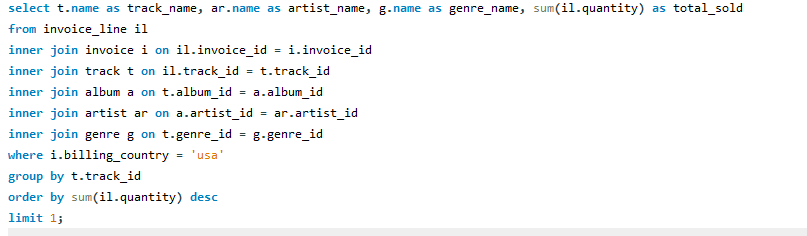 select t.name as track_name, ar.name as artist_name, g.name as genre_name, sum(il.quantity) as total_sold
from invoice_line il
inner join invoice i on il.invoice_id = i.invoice_id
inner join track t on il.track_id = t.track_id
inner join album a on t.album_id = a.album_id
inner join artist ar on a.artist_id = ar.artist_id
inner join genre g on t.genre_id = g.genre_id
where i.billing_country = 'usa'
group by t.track_id
order by sum(il.quantity) desc
limit 1;